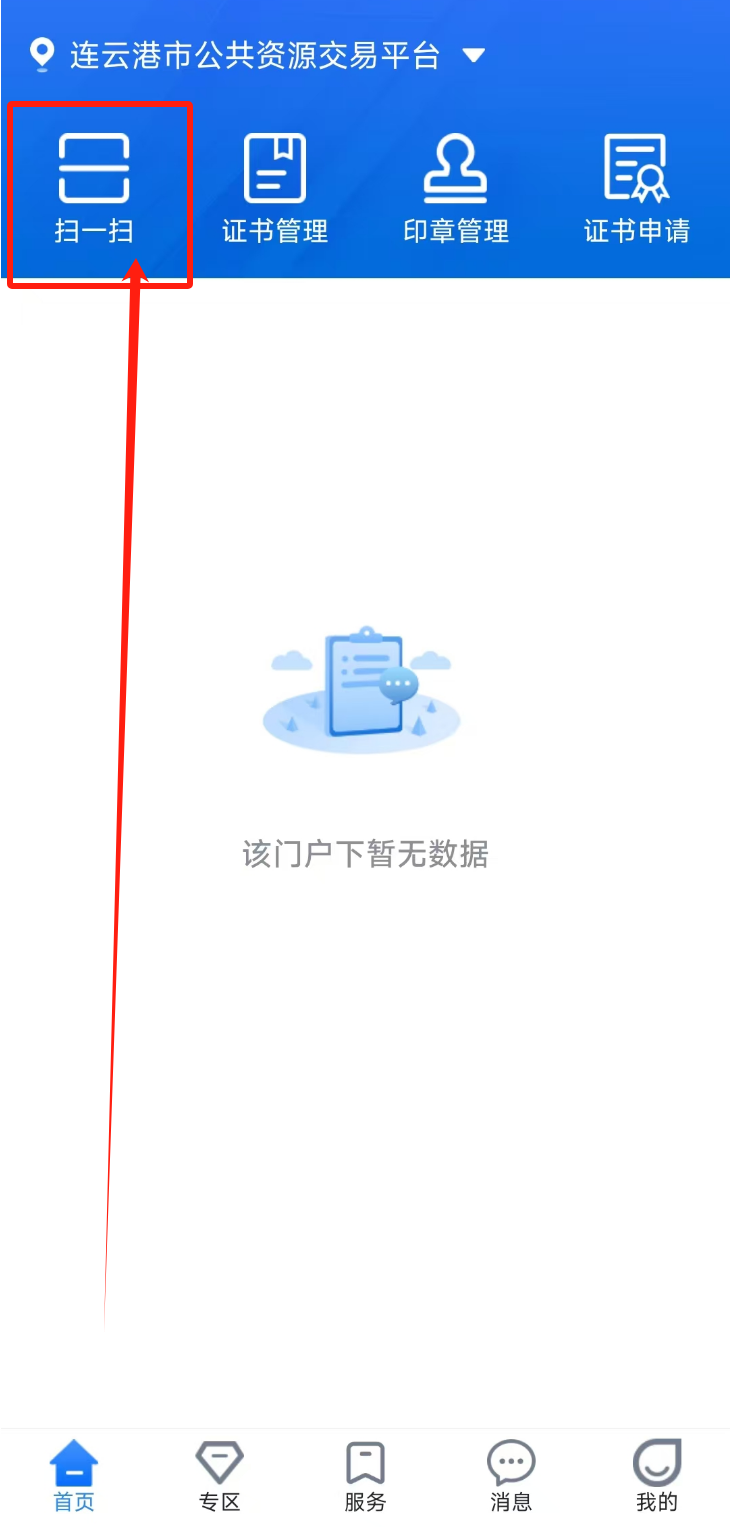 连云港市公共资源交易平台
扫一扫 证书管理 印章管理 证书申请
该门户下暂无数据
首页 专区 服务 消息 我的